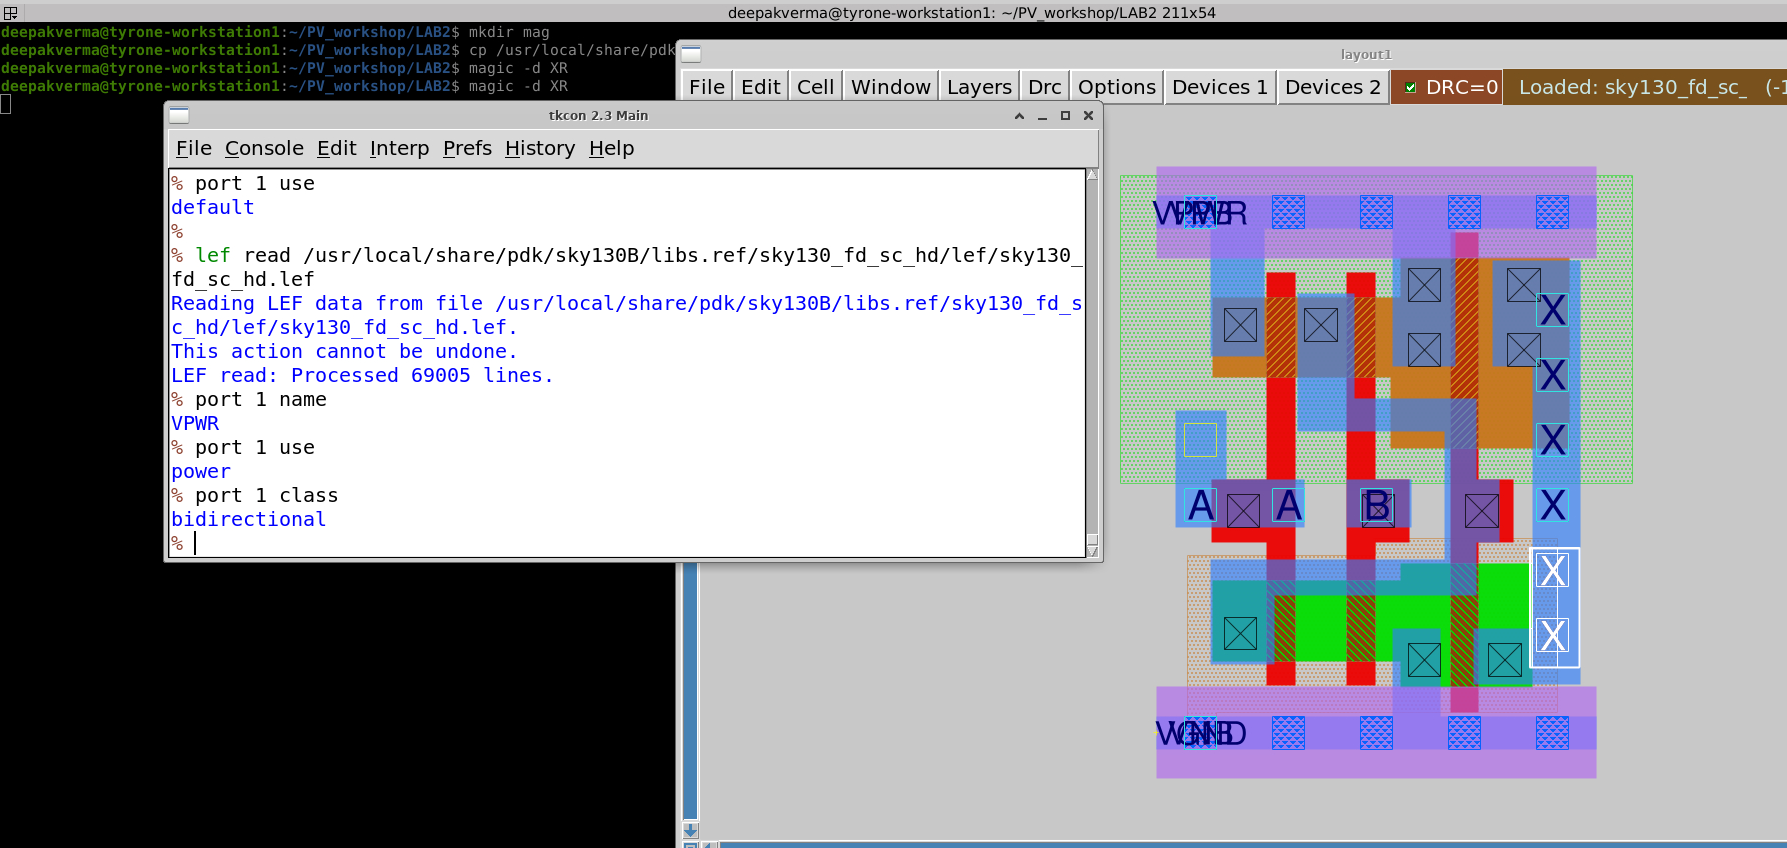 deepakverma@tyrone-workstation1: ~/PV_workshop/LAB2 211x54
deepakverma@tyrone-workstation1:~/PV_workshop/LAB2$ mkdir mag
deepakverma@tyrone-workstation1:~/PV_workshop/LAB2$ cp /usr/local/share/pdk
deepakverma@tyrone-workstation1:~/PV_workshop/LAB2$ magic -d XR
deepakverma@tyrone-workstation1:~/PV_workshop/LAB2$ magic -d XR
layout1
File Edit Cell Window Layers Drc Options Devices 1 Devices 2 DRC=0 Loaded: sky130_fd_sc_ (-1
tkcon 2.3 Main
File Console Edit Interp Prefs History Help
% port 1 use
default
%
% lef read /usr/local/share/pdk/sky130B/libs.ref/sky130_fd_sc_hd/lef/sky130_
fd_sc_hd.lef
Reading LEF data from file /usr/local/share/pdk/sky130B/libs.ref/sky130_fd_s
c_hd/lef/sky130_fd_sc_hd.lef.
This action cannot be undone.
LEF read: Processed 69005 lines.
% port 1 name
VPWR
% port 1 use
power
% port 1 class
bidirectional
%
X
X
X
A A B X
X
X